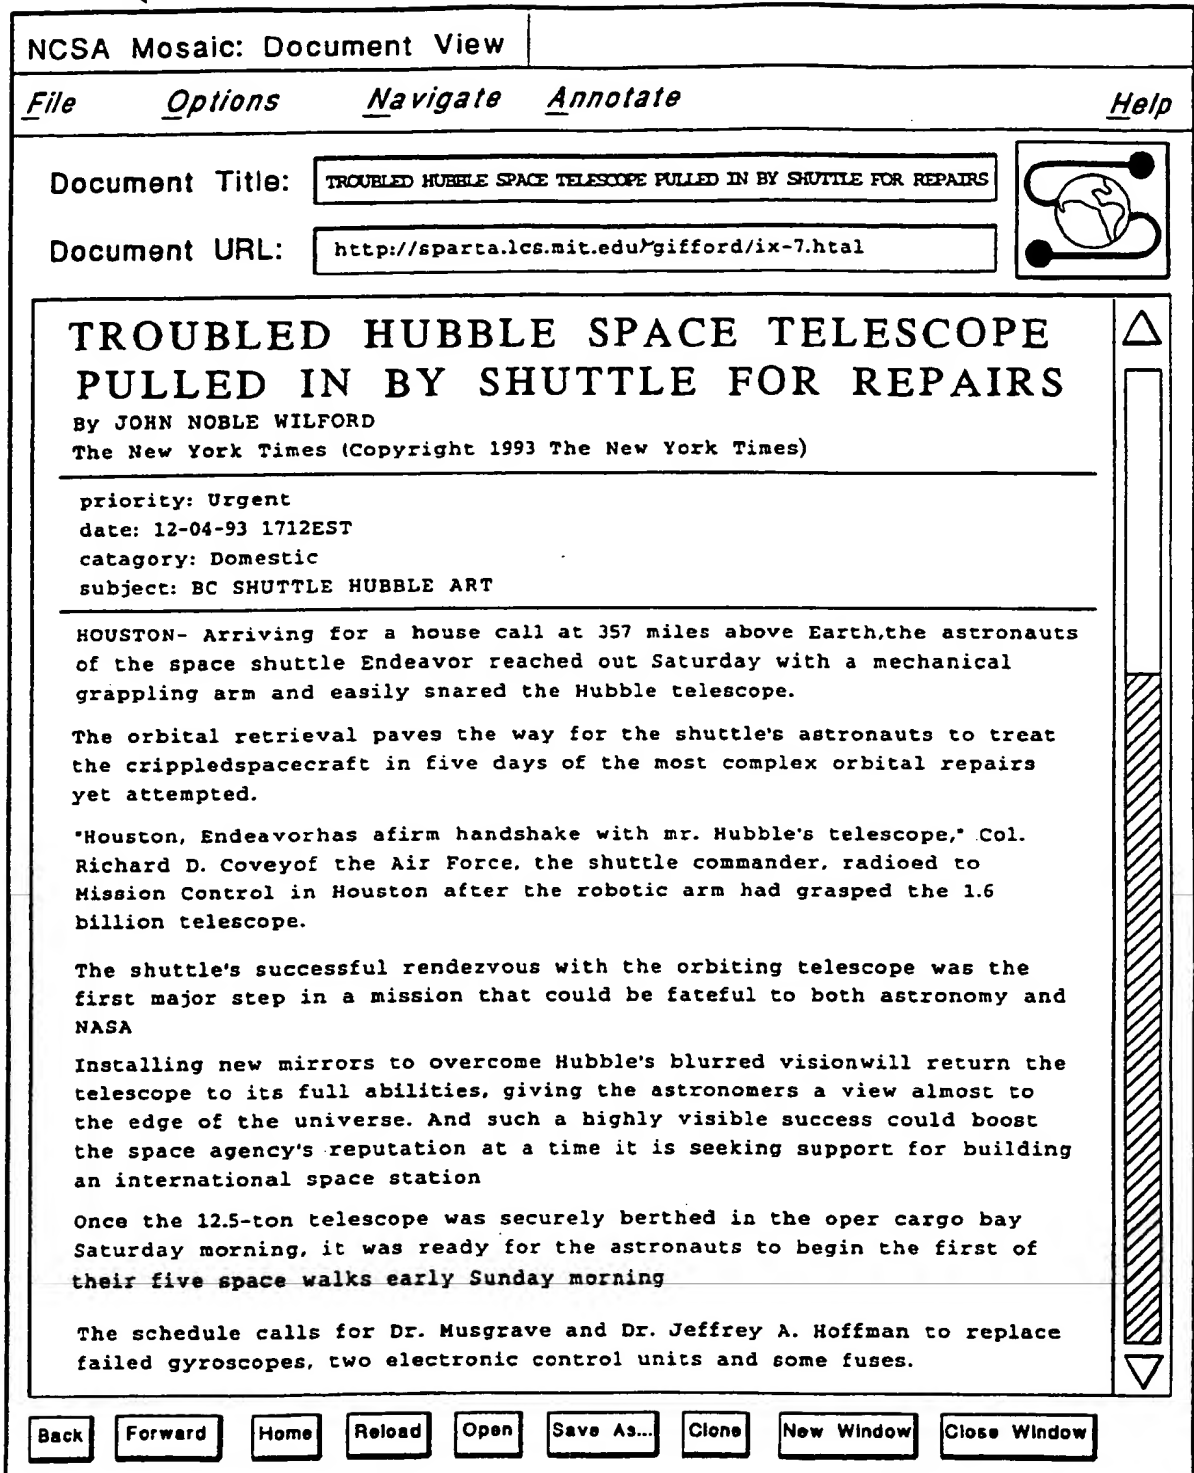 NCSA Mosaic: Document View
File Options Navigate Annotate Help
Document Title: TROUBLED HUBBLE SPACE TELESCOPE PULLED IN BY SHUTTLE FOR REPAIRS
Document URL: http://sparta.lcs.mit.edu/~gifford/ix-7.htal
TROUBLED HUBBLE SPACE TELESCOPE
PULLED IN BY SHUTTLE FOR REPAIRS
By JOHN NOBLE WILFORD
The New York Times (Copyright 1993 The New York Times)
priority: Urgent
date: 12-04-93 1712EST
catagory: Domestic
subject: BC SHUTTLE HUBBLE ART
HOUSTON- Arriving for a house call at 357 miles above Earth,the astronauts
of the space shuttle Endeavor reached out Saturday with a mechanical
grappling arm and easily snared the Hubble telescope.
The orbital retrieval paves the way for the shuttle's astronauts to treat
the crippledspacecraft in five days of the most complex orbital repairs
yet attempted.
"Houston, Endeavorhas afirm handshake with mr. Hubble's telescope," Col.
Richard D. Coveyof the Air Force, the shuttle commander, radioed to
Mission Control in Houston after the robotic arm had grasped the 1.6
billion telescope.
The shuttle's successful rendezvous with the orbiting telescope was the
first major step in a mission that could be fateful to both astronomy and
NASA
Installing new mirrors to overcome Hubble's blurred visionwill return the
telescope to its full abilities, giving the astronomers a view almost to
the edge of the universe. And such a highly visible success could boost
the space agency's reputation at a time it is seeking support for building
an international space station
Once the 12.5-ton telescope was securely berthed in the oper cargo bay
Saturday morning, it was ready for the astronauts to begin the first of
their five space walks early Sunday morning
The schedule calls for Dr. Musgrave and Dr. Jeffrey A. Hoffman to replace
failed gyroscopes, two electronic control units and some fuses.
Back Forward Home Reload Open Save As... Clone New Window Close Window